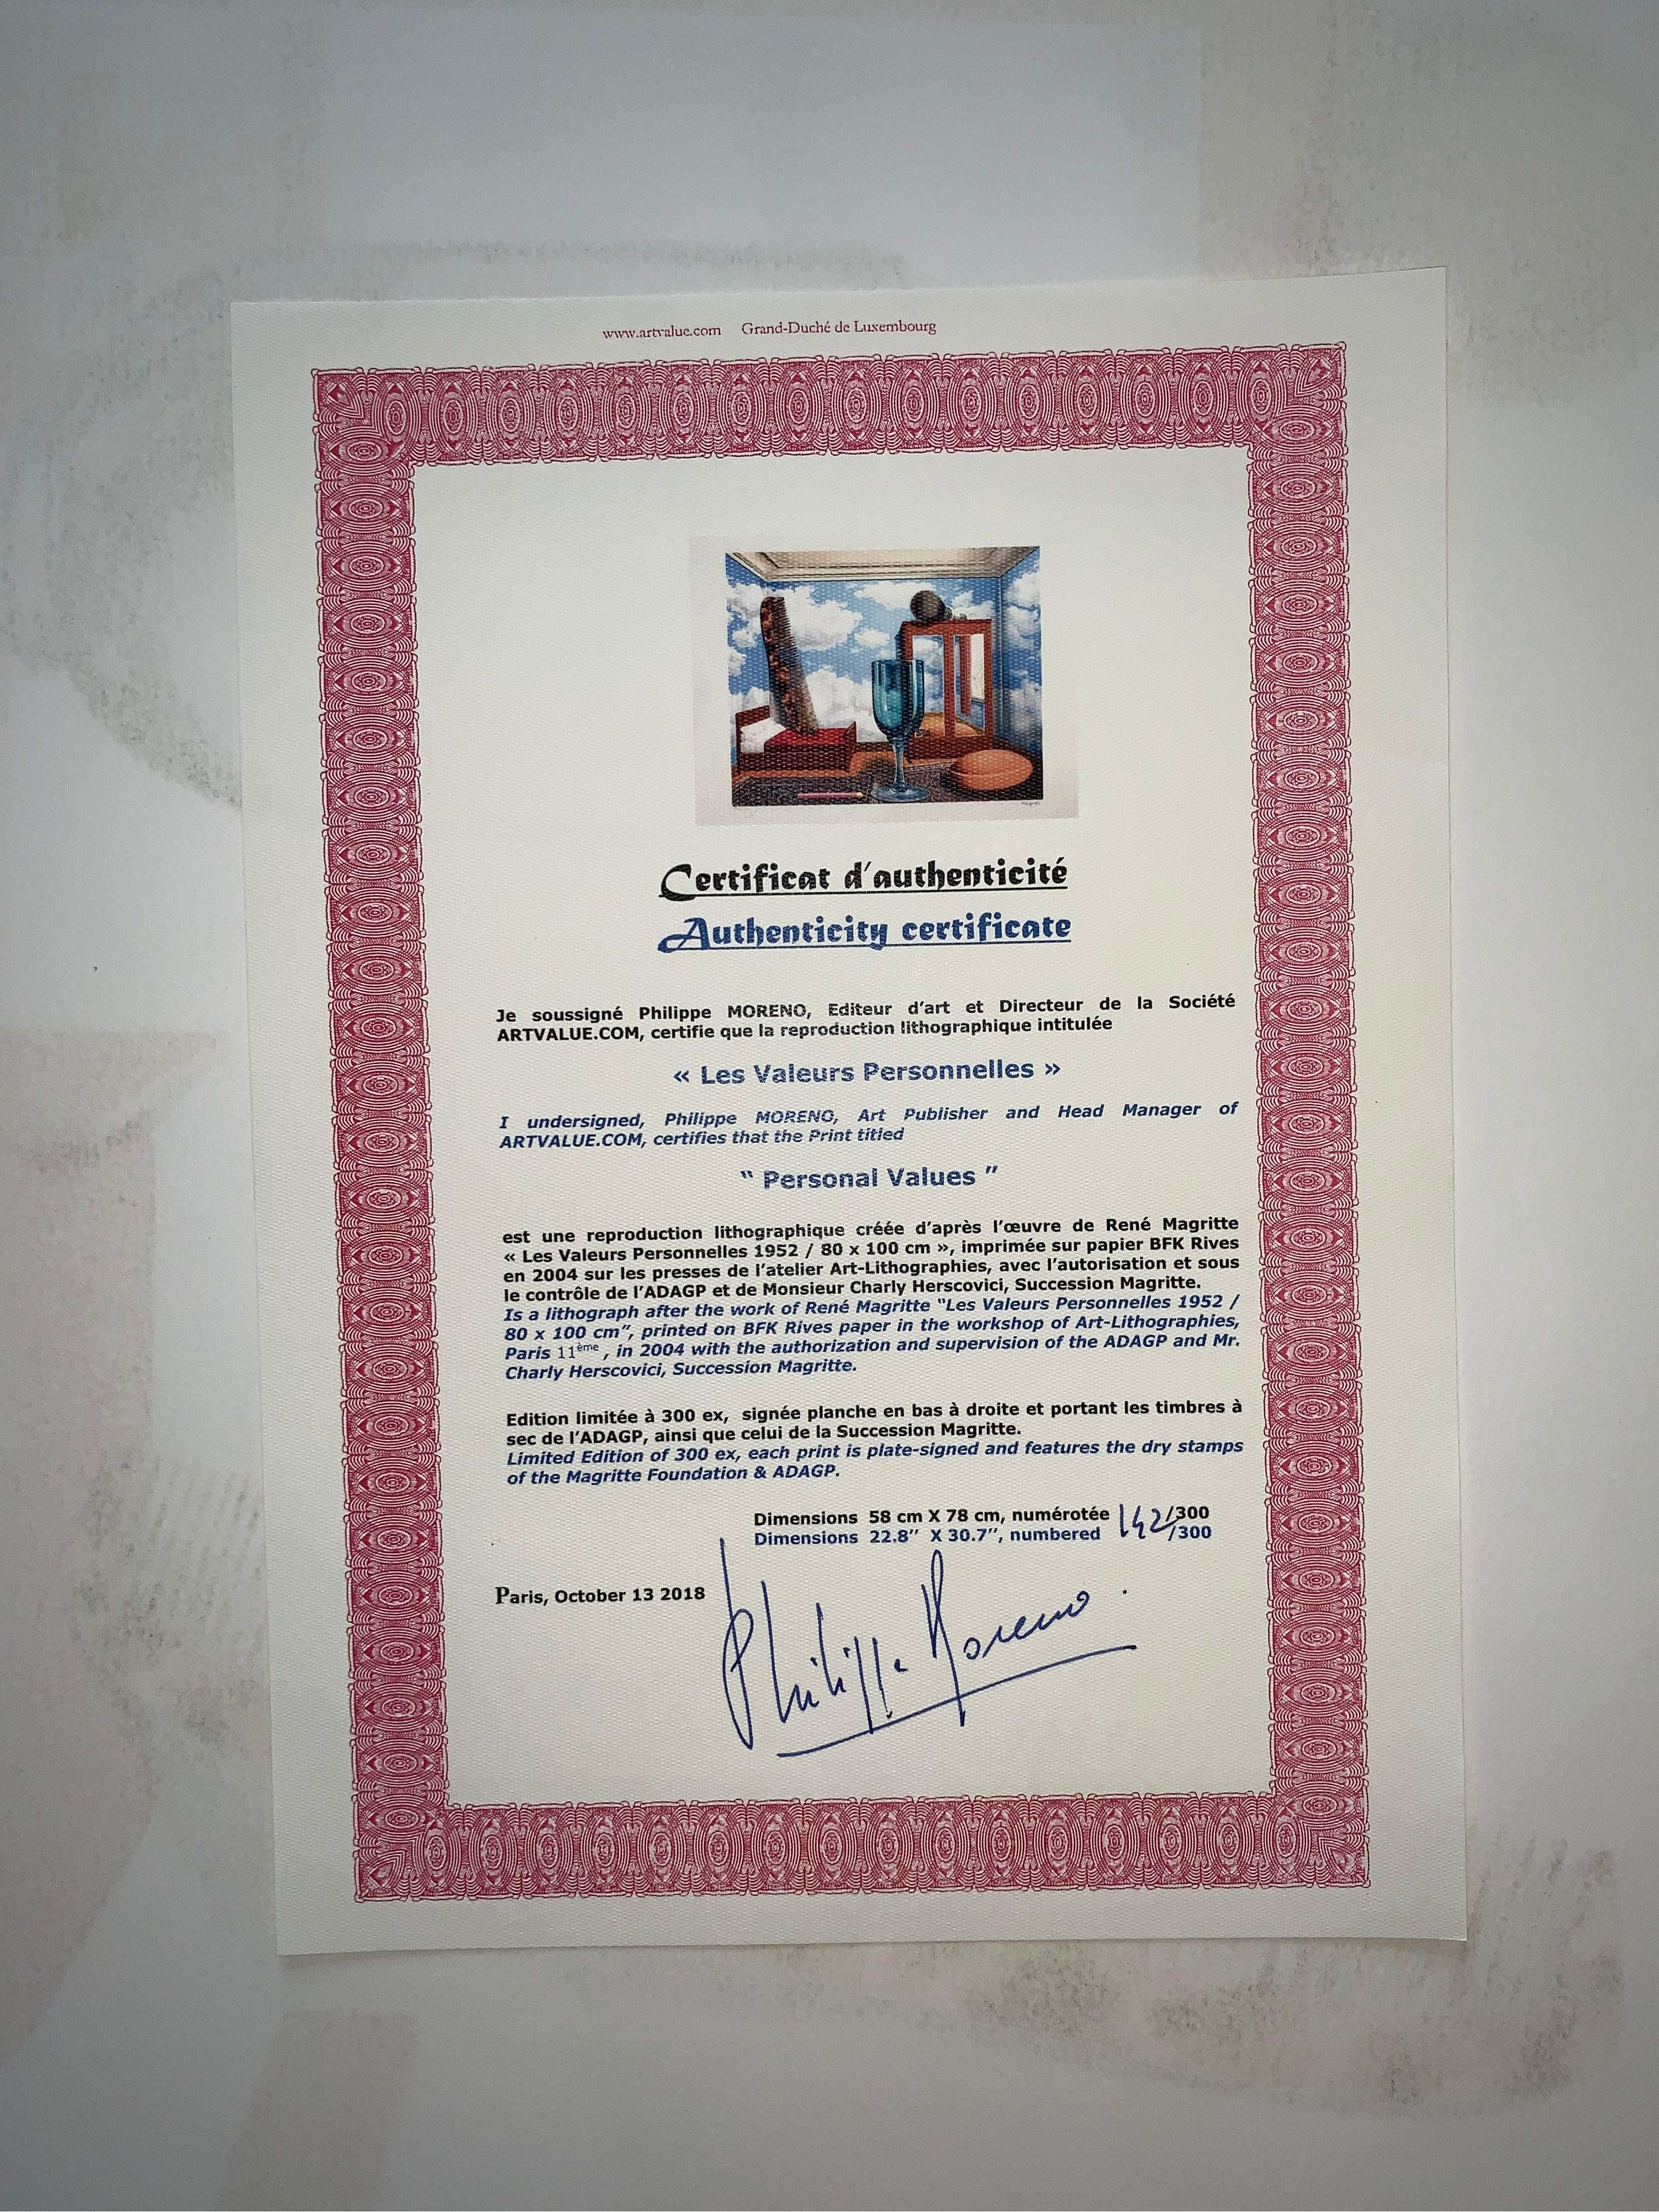 www.artvalue.com Grand-Duché de Luxembourg
Certificat d'authenticité
Authenticity certificate
Je soussigné Philippe MORENO, Editeur d'art et Directeur de la Société
ARTVALUE.COM, certifie que la reproduction lithographique intitulée
« Les Valeurs Personnelles »
I undersigned, Philippe MORENO, Art Publisher and Head Manager of
ARTVALUE.COM, certifies that the Print titled
" Personal Values "
est une reproduction lithographique créée d'après l'œuvre de René Magritte
« Les Valeurs Personnelles 1952 / 80 x 100 cm », imprimée sur papier BFK Rives
en 2004 sur les presses de l'atelier Art-Lithographies, avec l'autorisation et sous
le contrôle de l'ADAGP et de Monsieur Charly Herscovici, Succession Magritte.
Is a lithograph after the work of René Magritte "Les Valeurs Personnelles 1952 /
80 x 100 cm", printed on BFK Rives paper in the workshop of Art-Lithographies,
Paris 11ème , in 2004 with the authorization and supervision of the ADAGP and Mr.
Charly Herscovici, Succession Magritte.
Edition limitée à 300 ex, signée planche en bas à droite et portant les timbres à
sec de l'ADAGP, ainsi que celui de la Succession Magritte.
Limited Edition of 300 ex, each print is plate-signed and features the dry stamps
of the Magritte Foundation & ADAGP.
Dimensions 58 cm X 78 cm, numérotée 142/300
Dimensions 22.8'' X 30.7'', numbered /300
Paris, October 13 2018
Philippe Moreno